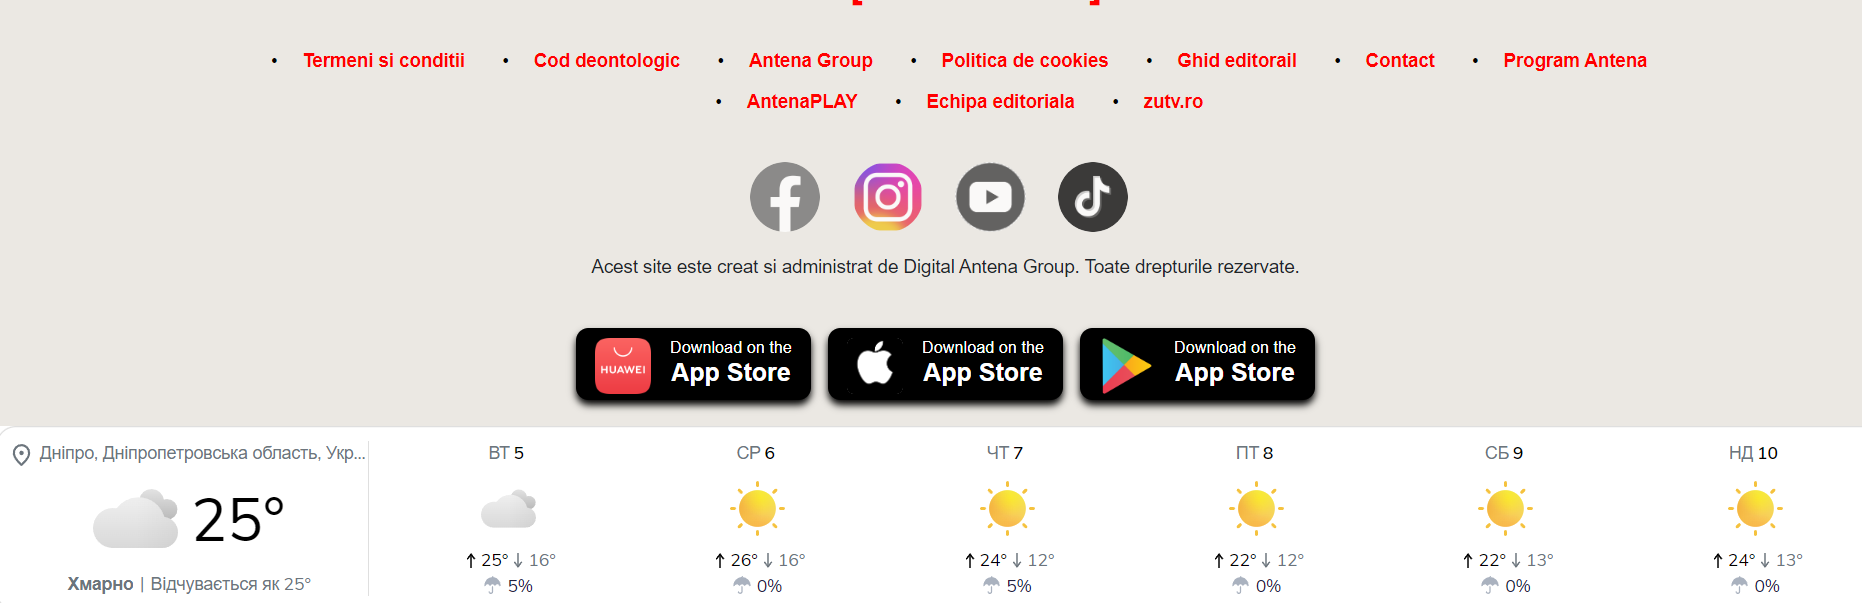 • Termeni si conditii • Cod deontologic • Antena Group • Politica de cookies • Ghid editorail • Contact • Program Antena
• AntenaPLAY • Echipa editoriala • zutv.ro
Acest site este creat si administrat de Digital Antena Group. Toate drepturile rezervate.
HUAWEI Download on the App Store
Download on the App Store
Download on the App Store
Дніпро, Дніпропетровська область, Укр...
25°
Хмарно | Відчувається як 25°
ВТ 5
↑ 25° ↓ 16°
5%
СР 6
↑ 26° ↓ 16°
0%
ЧТ 7
↑ 24° ↓ 12°
5%
ПТ 8
↑ 22° ↓ 12°
0%
СБ 9
↑ 22° ↓ 13°
0%
НД 10
↑ 24° ↓ 13°
0%